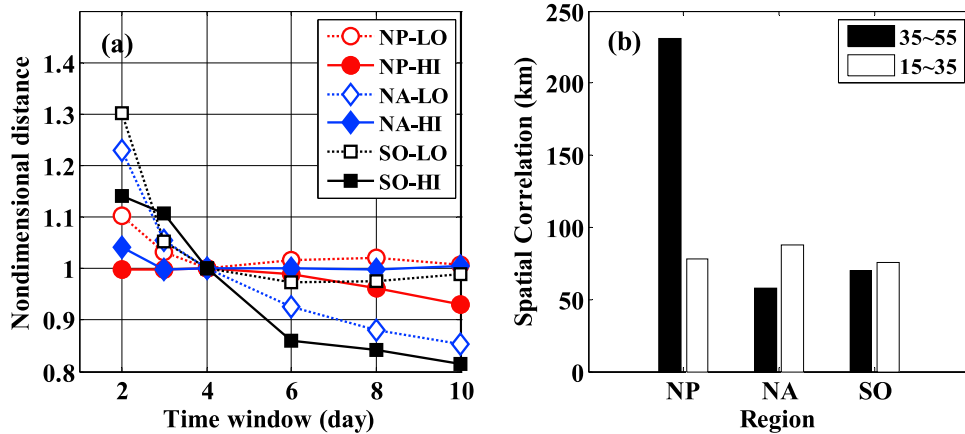 (a)
NP-LO
NP-HI
NA-LO
NA-HI
SO-LO
SO-HI
1.4
1.3
1.2
1.1
1
0.9
0.8
2
4
6
8
10
Nondimensional distance
Time window (day)
(b)
35~55
15~35
250
200
150
100
50
0
NP
NA
SO
Spatial Correlation (km)
Region